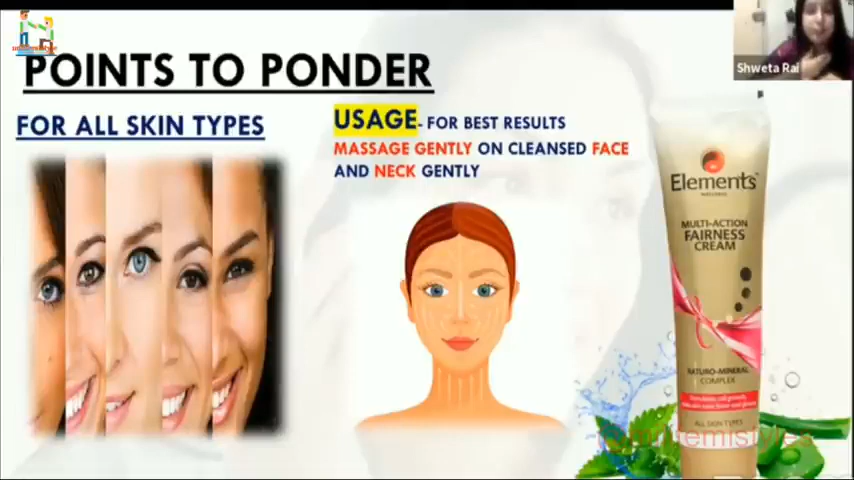 POINTS TO PONDER
Shweta Rai
FOR ALL SKIN TYPES
USAGE- FOR BEST RESULTS
MASSAGE GENTLY ON CLEANSED FACE
AND NECK GENTLY
Elements
WELLNESS
MULTI-ACTION
FAIRNESS
CREAM
NATURO-MINERAL
COMPLEX
ALL SKIN TYPES